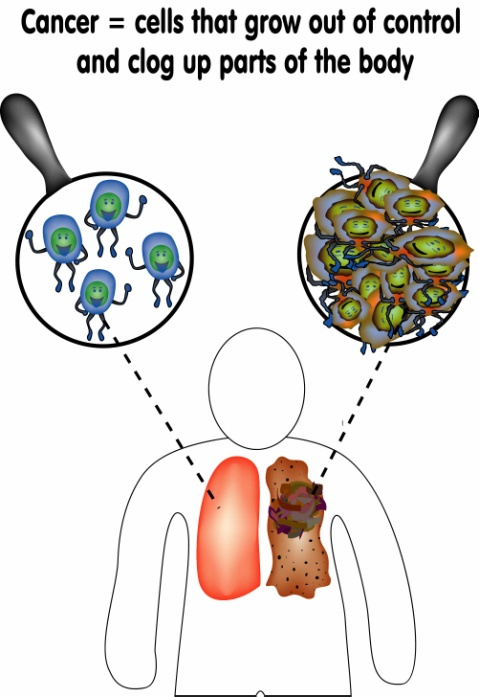 Cancer = cells that grow out of control
and clog up parts of the body